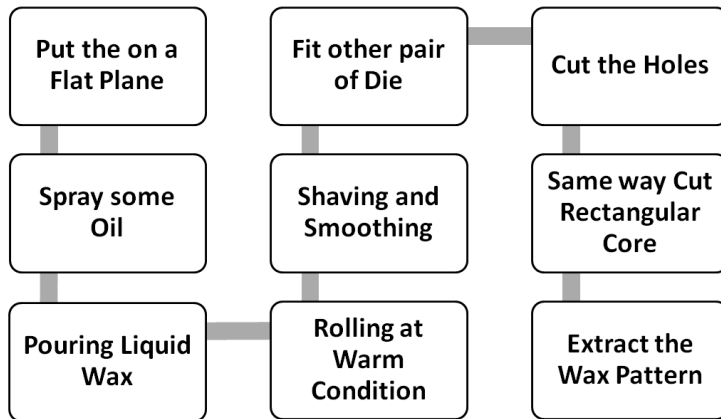 Put the on a
Flat Plane
Spray some
Oil
Pouring Liquid
Wax
Rolling at
Warm
Condition
Shaving and
Smoothing
Fit other pair
of Die
Cut the Holes
Same way Cut
Rectangular
Core
Extract the
Wax Pattern